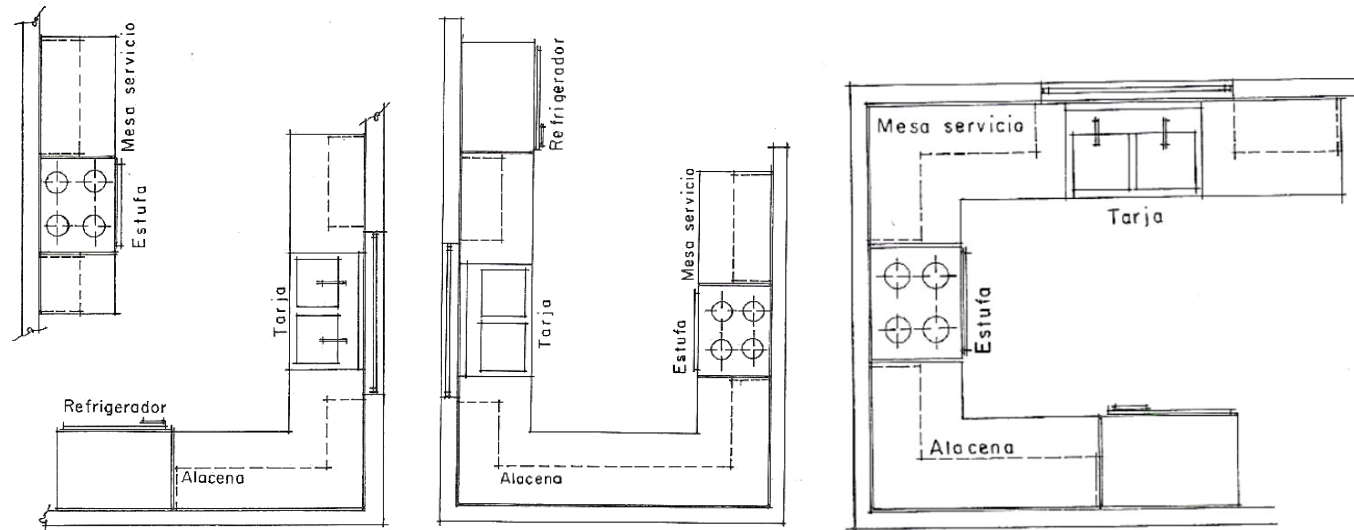 Mesa servicio
Estufa
Tarja
Refrigerador
Alacena
Refrigerador
Mesa servicio
Tarja
Estufa
Alacena
Mesa servicio
Tarja
Estufa
Alacena